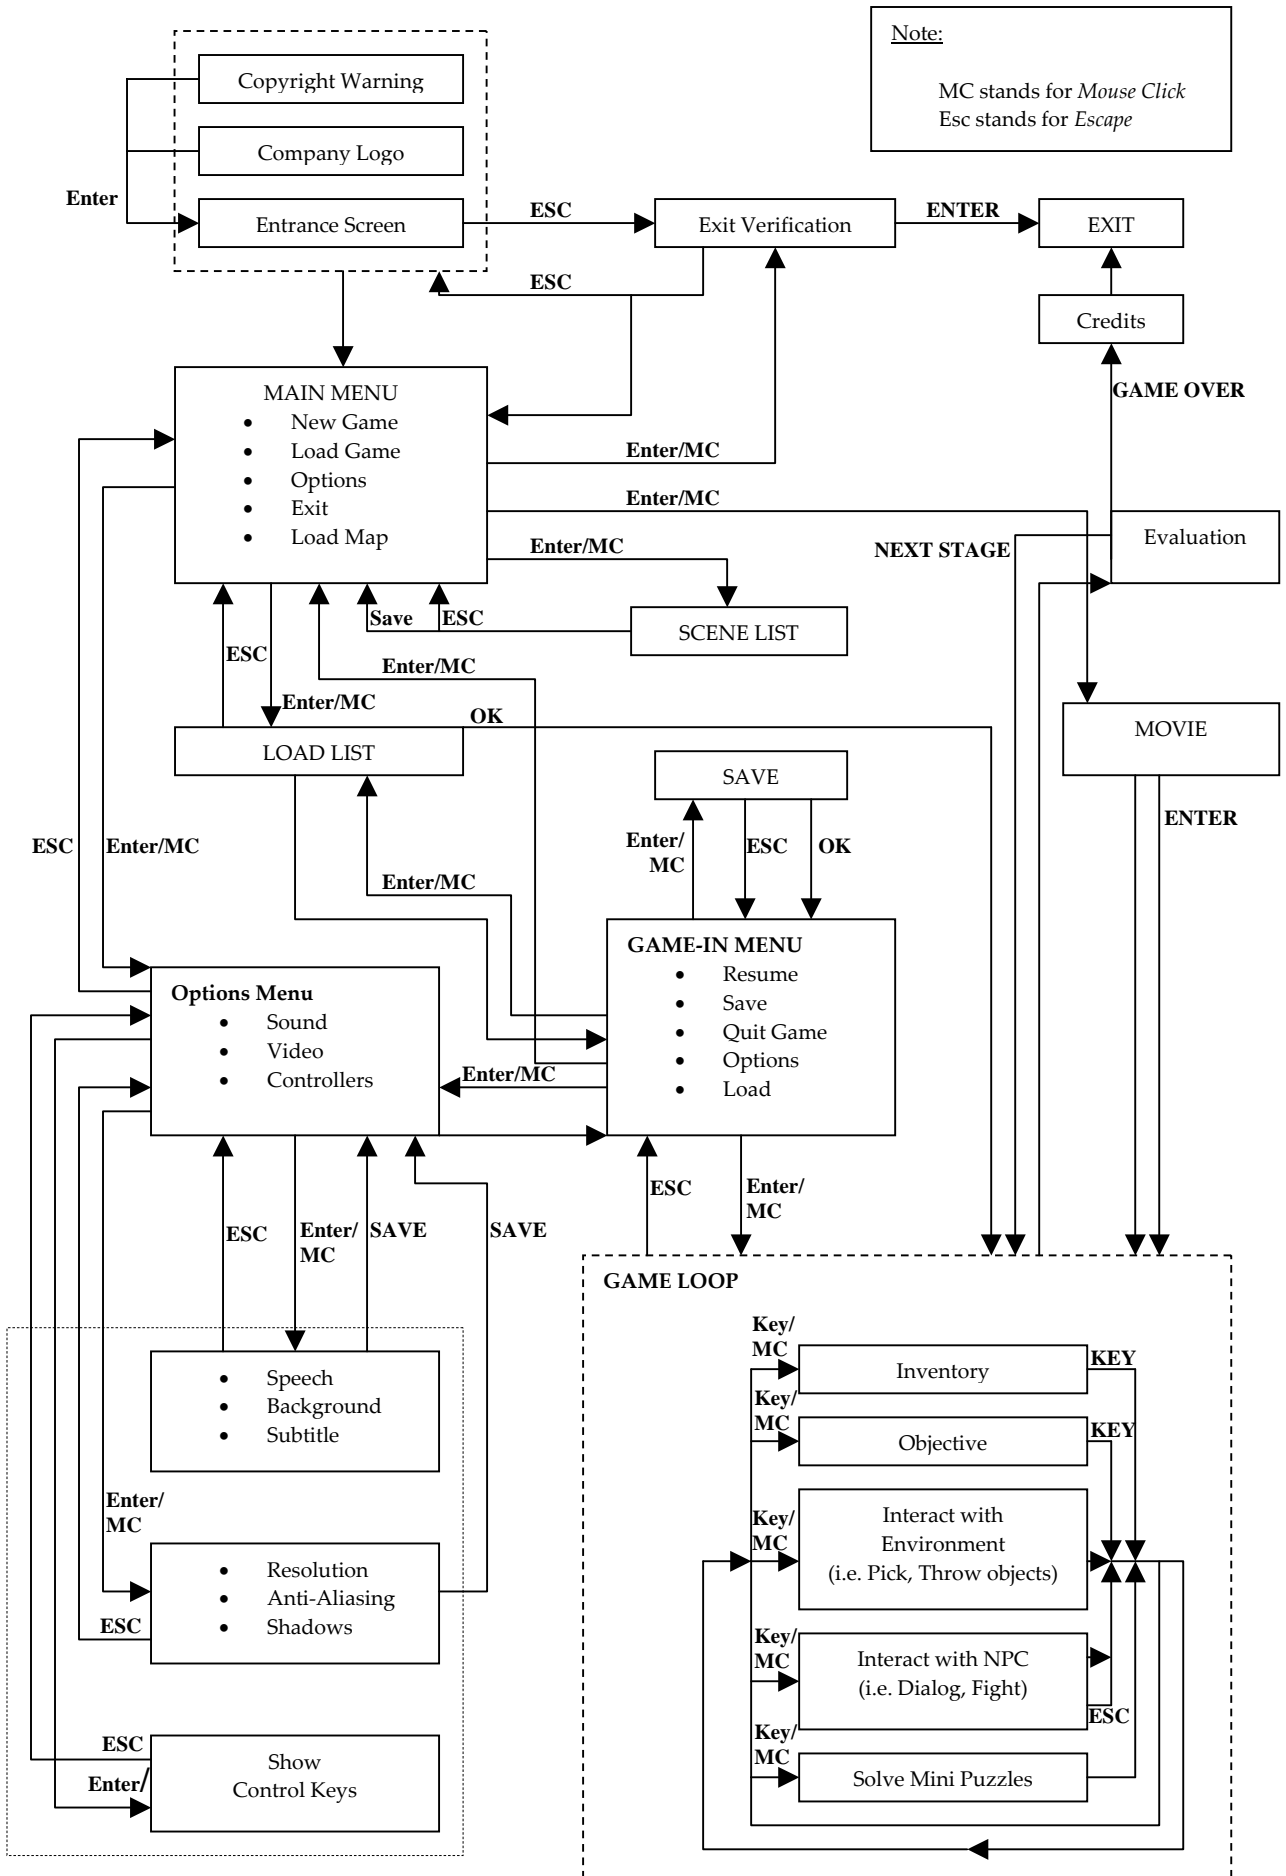 Note:
MC stands for Mouse Click
Esc stands for Escape
Copyright Warning
Company Logo
Enter
Entrance Screen
ESC
Exit Verification
ENTER
EXIT
ESC
Credits
GAME OVER
MAIN MENU
• New Game
• Load Game
• Options
• Exit
• Load Map
Enter/MC
Enter/MC
Enter/MC
NEXT STAGE
Evaluation
Save
ESC
SCENE LIST
ESC
Enter/MC
Enter/MC
OK
LOAD LIST
MOVIE
SAVE
ENTER
ESC
Enter/MC
Enter/
MC
ESC
OK
Enter/MC
GAME-IN MENU
• Resume
• Save
• Quit Game
• Options
• Load
Options Menu
• Sound
• Video
• Controllers
Enter/MC
ESC
Enter/
MC
SAVE
SAVE
ESC
Enter/
MC
GAME LOOP
• Speech
• Background
• Subtitle
Enter/
MC
• Resolution
• Anti-Aliasing
• Shadows
ESC
ESC
Enter/
Show
Control Keys
Key/
MC
Inventory
KEY
Key/
MC
Objective
KEY
Key/
MC
Interact with
Environment
(i.e. Pick, Throw objects)
Key/
MC
Interact with NPC
(i.e. Dialog, Fight)
ESC
Key/
MC
Solve Mini Puzzles